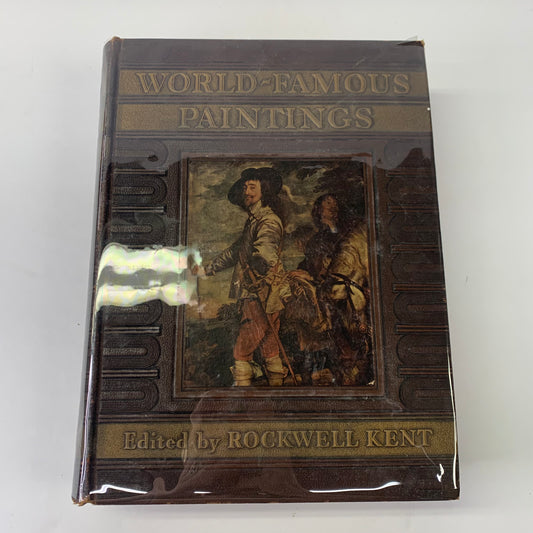 WORLD-FAMOUS
PAINTINGS
Edited by ROCKWELL KENT